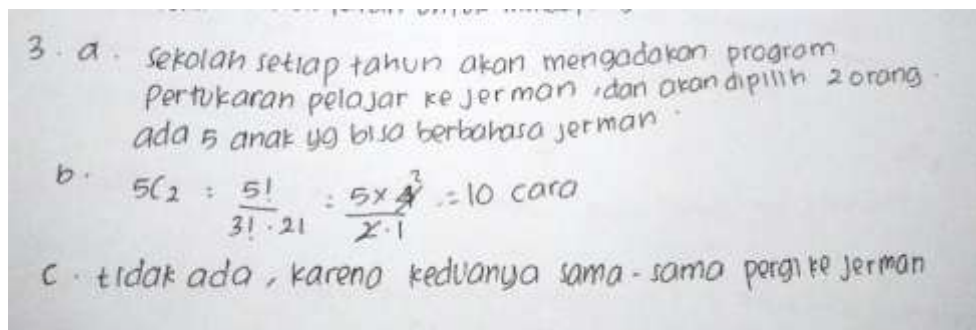 3. a. Sekolah setiap tahun akan mengadakan program
Pertukaran pelajar ke Jerman, dan akan dipilih 2 orang.
ada 5 anak yg bisa berbahasa jerman.
b. 5C2 : 5! / 3! . 2! : 5 x 4 2 / 2 . 1 .= 10 cara
c. tidak ada, karena keduanya sama-sama pergi ke Jerman